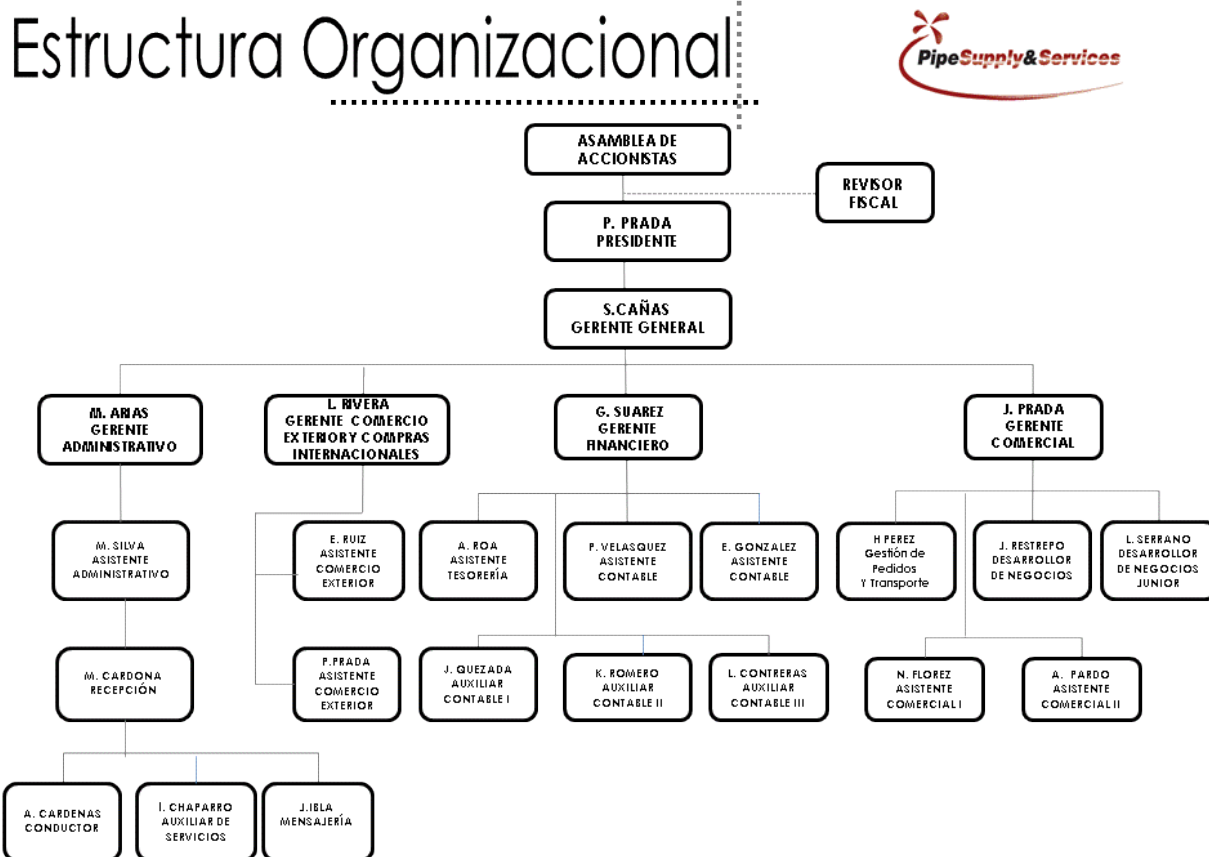 Estructura Organizacional
PipeSupply&Services
ASAMBLEA DE
ACCIONISTAS
REVISOR
FISCAL
P. PRADA
PRESIDENTE
S.CAÑAS
GERENTE GENERAL
M. ARIAS
GERENTE
ADMINISTRATIVO
L. RIVERA
GERENTE COMERCIO
EXTERIOR Y COMPRAS
INTERNACIONALES
G. SUAREZ
GERENTE
FINANCIERO
J. PRADA
GERENTE
COMERCIAL
M. SILVA
ASISTENTE
ADMINISTRATIVO
E. RUIZ
ASISTENTE
COMERCIO
EXTERIOR
A. ROA
ASISTENTE
TESORERÍA
P. VELASQUEZ
ASISTENTE
CONTABLE
E. GONZALEZ
ASISTENTE
CONTABLE
H PEREZ
Gestión de
Pedidos
Y Transporte
J. RESTREPO
DESARROLLOR
DE NEGOCIOS
L. SERRANO
DESARROLLOR
DE NEGOCIOS
JUNIOR
M. CARDONA
RECEPCIÓN
P.PRADA
ASISTENTE
COMERCIO
EXTERIOR
J. QUEZADA
AUXILIAR
CONTABLE I
K. ROMERO
AUXILIAR
CONTABLE II
L. CONTRERAS
AUXILIAR
CONTABLE III
N. FLOREZ
ASISTENTE
COMERCIAL I
A. PARDO
ASISTENTE
COMERCIAL II
A. CARDENAS
CONDUCTOR
I. CHAPARRO
AUXILIAR DE
SERVICIOS
J.IBLA
MENSAJERÍA